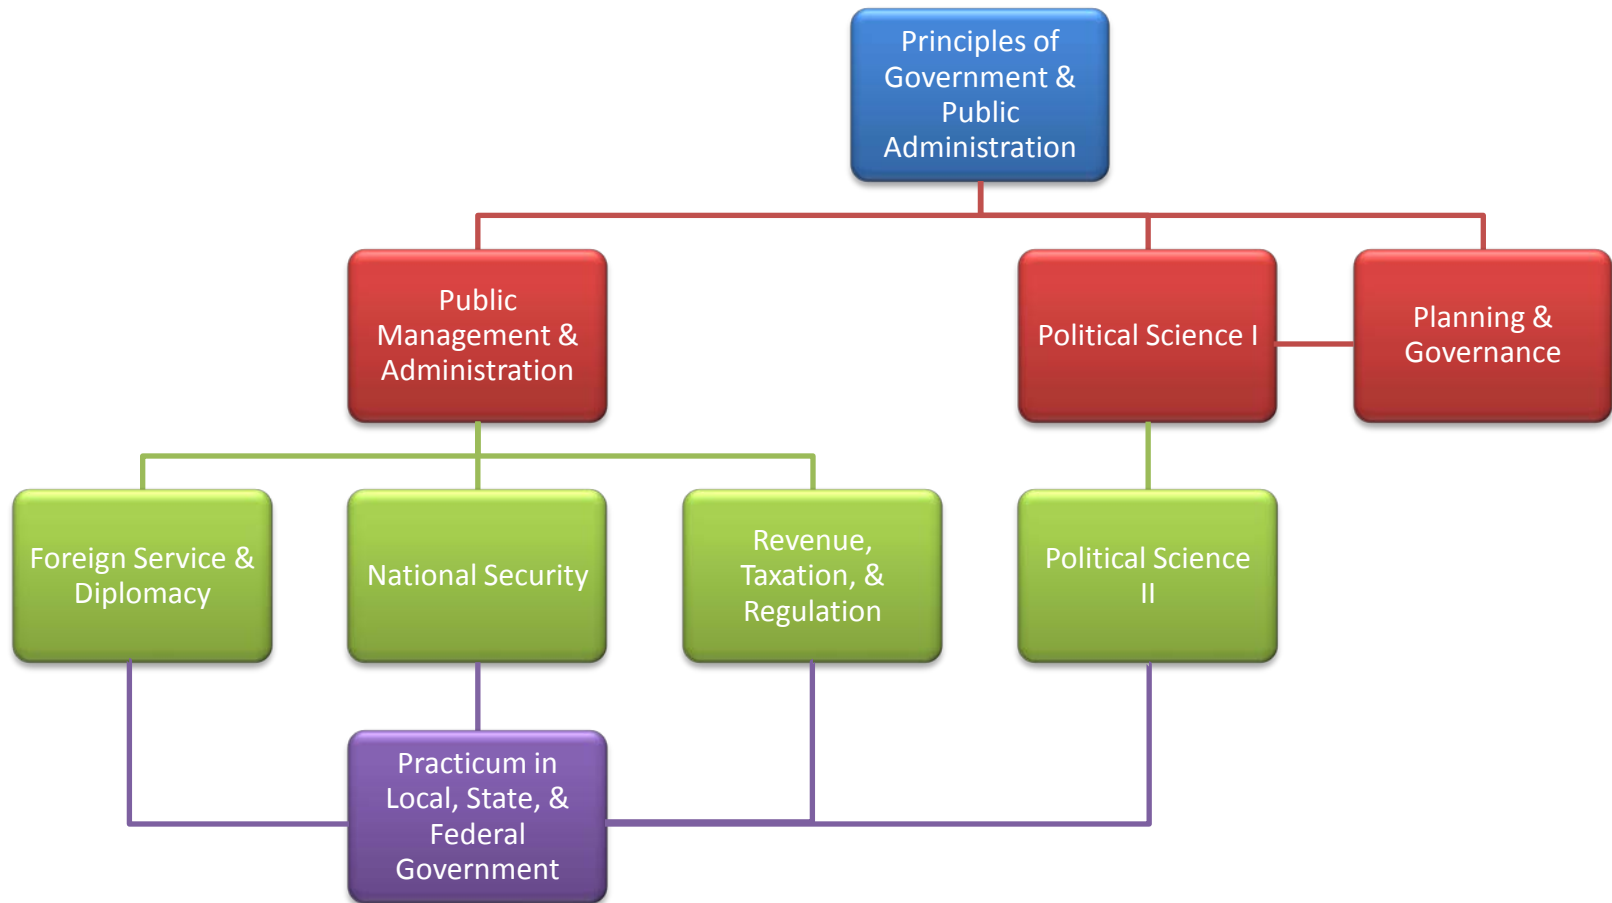 Principles of
Government &
Public
Administration
Public
Management &
Administration
Political Science I
Planning &
Governance
Foreign Service &
Diplomacy
National Security
Revenue,
Taxation, &
Regulation
Political Science
II
Practicum in
Local, State, &
Federal
Government